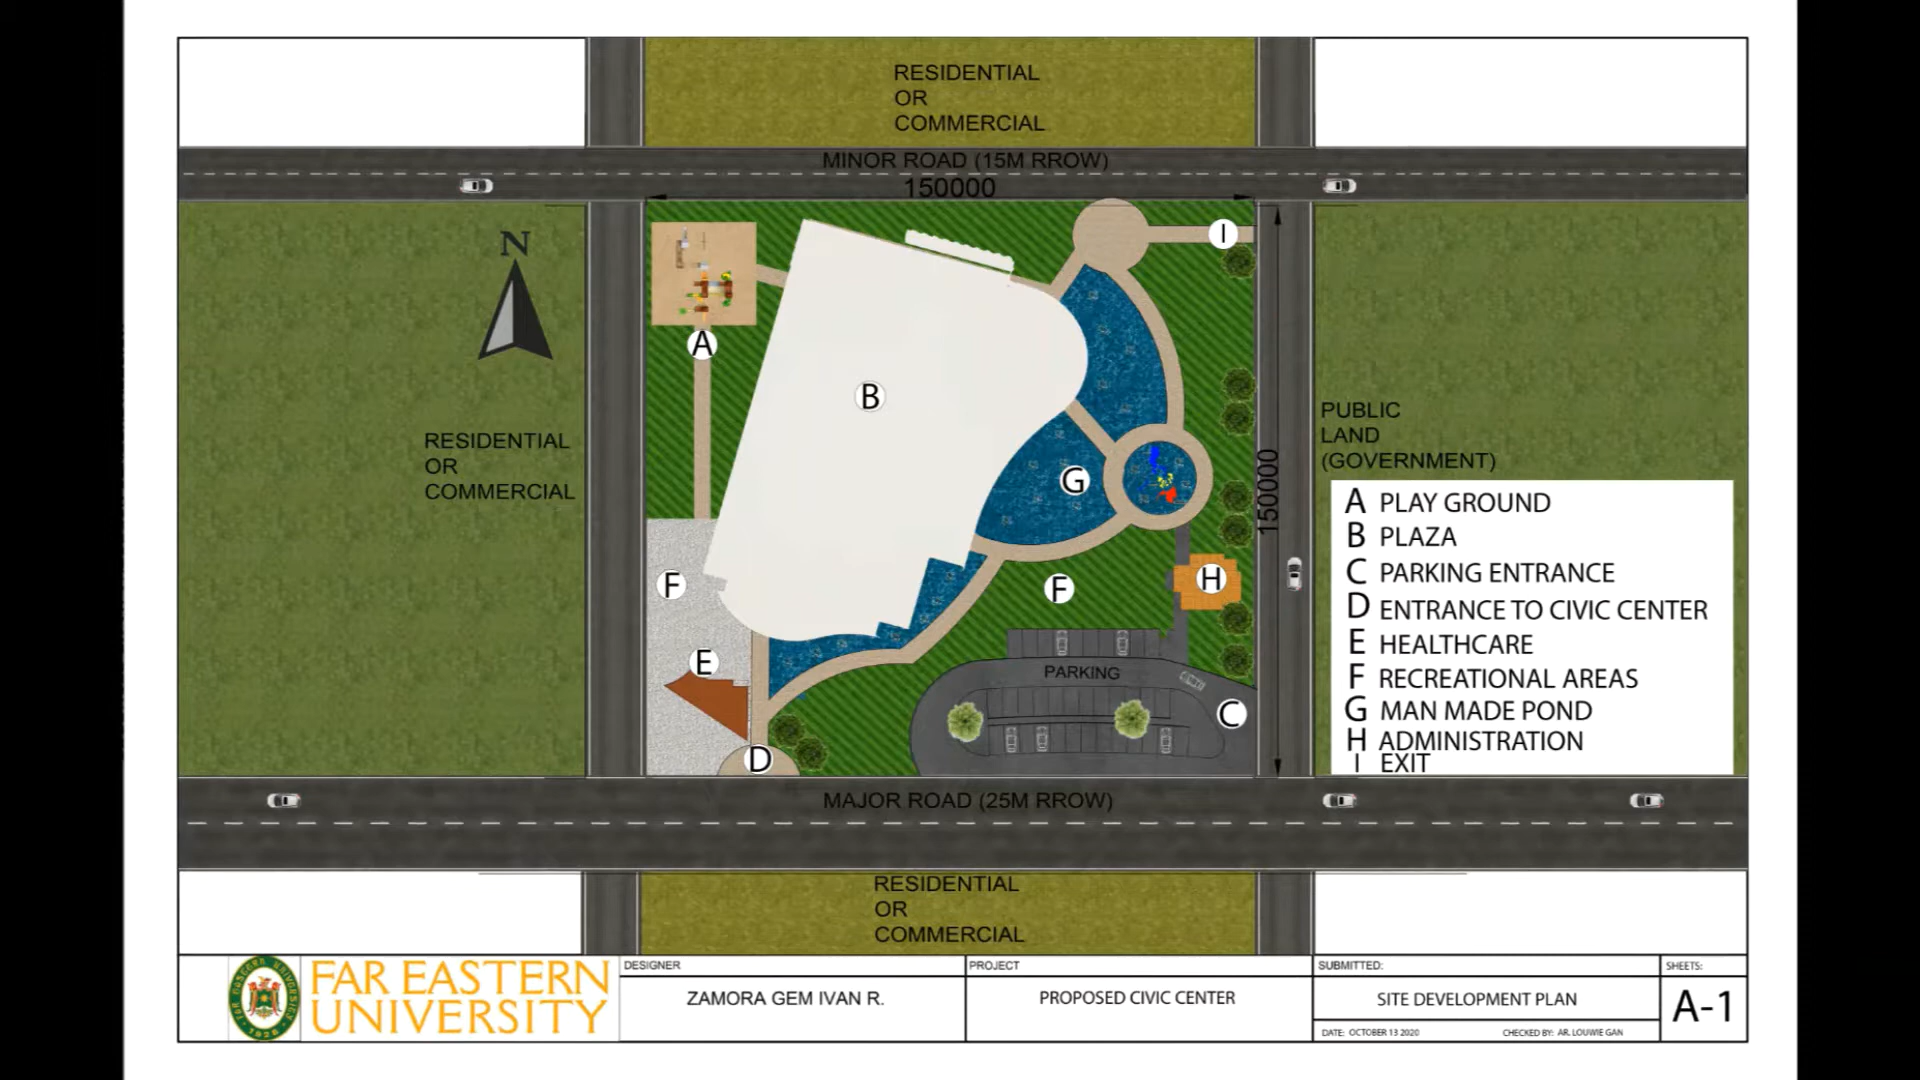 RESIDENTIAL
OR
COMMERCIAL
MINOR ROAD (15M RROW)
150000
N
I
A
B
RESIDENTIAL
OR
COMMERCIAL
PUBLIC
LAND
(GOVERNMENT)
150000
G
F
F
H
E
PARKING
C
D
A PLAY GROUND
B PLAZA
C PARKING ENTRANCE
D ENTRANCE TO CIVIC CENTER
E HEALTHCARE
F RECREATIONAL AREAS
G MAN MADE POND
H ADMINISTRATION
I EXIT
MAJOR ROAD (25M RROW)
RESIDENTIAL
OR
COMMERCIAL
FAR EASTERN
UNIVERSITY
DESIGNER
ZAMORA GEM IVAN R.
PROJECT
PROPOSED CIVIC CENTER
SUBMITTED:
SITE DEVELOPMENT PLAN
DATE: OCTOBER 13 2020
CHECKED BY: AR. LOUWIE GAN
SHEETS:
A-1